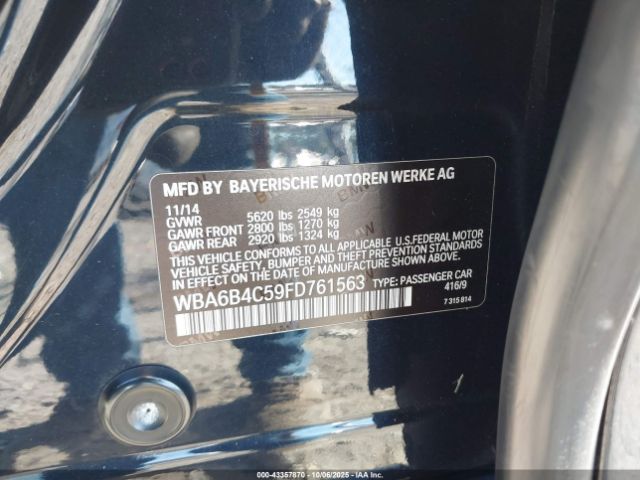 MFD BY BAYERISCHE MOTOREN WERKE AG
11/14
GVWR 5620 lbs 2549 kg
GAWR FRONT 2800 lbs 1270 kg
GAWR REAR 2920 lbs 1324 kg
THIS VEHICLE CONFORMS TO ALL APPLICABLE U.S.FEDERAL MOTOR
VEHICLE SAFETY, BUMPER, AND THEFT PREVENTION STANDARDS
IN EFFECT ON THE DATE OF MANUFACTURE SHOWN ABOVE.
WBA6B4C59FD761563 TYPE: PASSENGER CAR
416/9
7 315 814
10-43357870 | 10/06/2025 | © IAA Inc. (IAA)